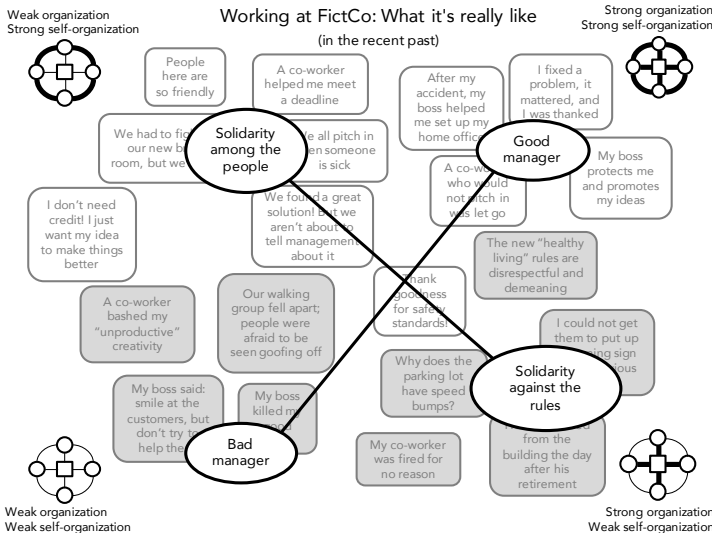 Weak organization
Strong self-organization
Working at FictCo: What it's really like
(in the recent past)
Strong organization
Strong self-organization
People
here are
so friendly
A co-worker
helped me meet
a deadline
After my
accident, my
boss helped
me set up my
home office
I fixed a
problem, it
mattered, and
I was thanked
We had to
our new
room, but we
Solidarity
among the
people
all pitch in
someone
is sick
Good
manager
A
who would
not pitch in
was let go
My boss
protects me
and promotes
my ideas
I don't need
credit! I just
want my idea
to make things
better
We found a great
solution! But we
aren't about to
tell management
about it
The new "healthy
living" rules are
disrespectful and
demeaning
Thank
goodness
for safety
standards!
A co-worker
bashed my
"unproductive"
creativity
Our walking
group fell apart;
people were
afraid to be
seen goofing off
I could not get
them to put up
sign
Why does the
parking lot
have speed
bumps?
Solidarity
against the
rules
My boss said:
smile at the
customers, but
don't try to
help
My boss
killed my
Bad
manager
My co-worker
was fired for
no reason
from the
building the day
after his
retirement
Weak organization
Weak self-organization
Strong organization
Weak self-organization